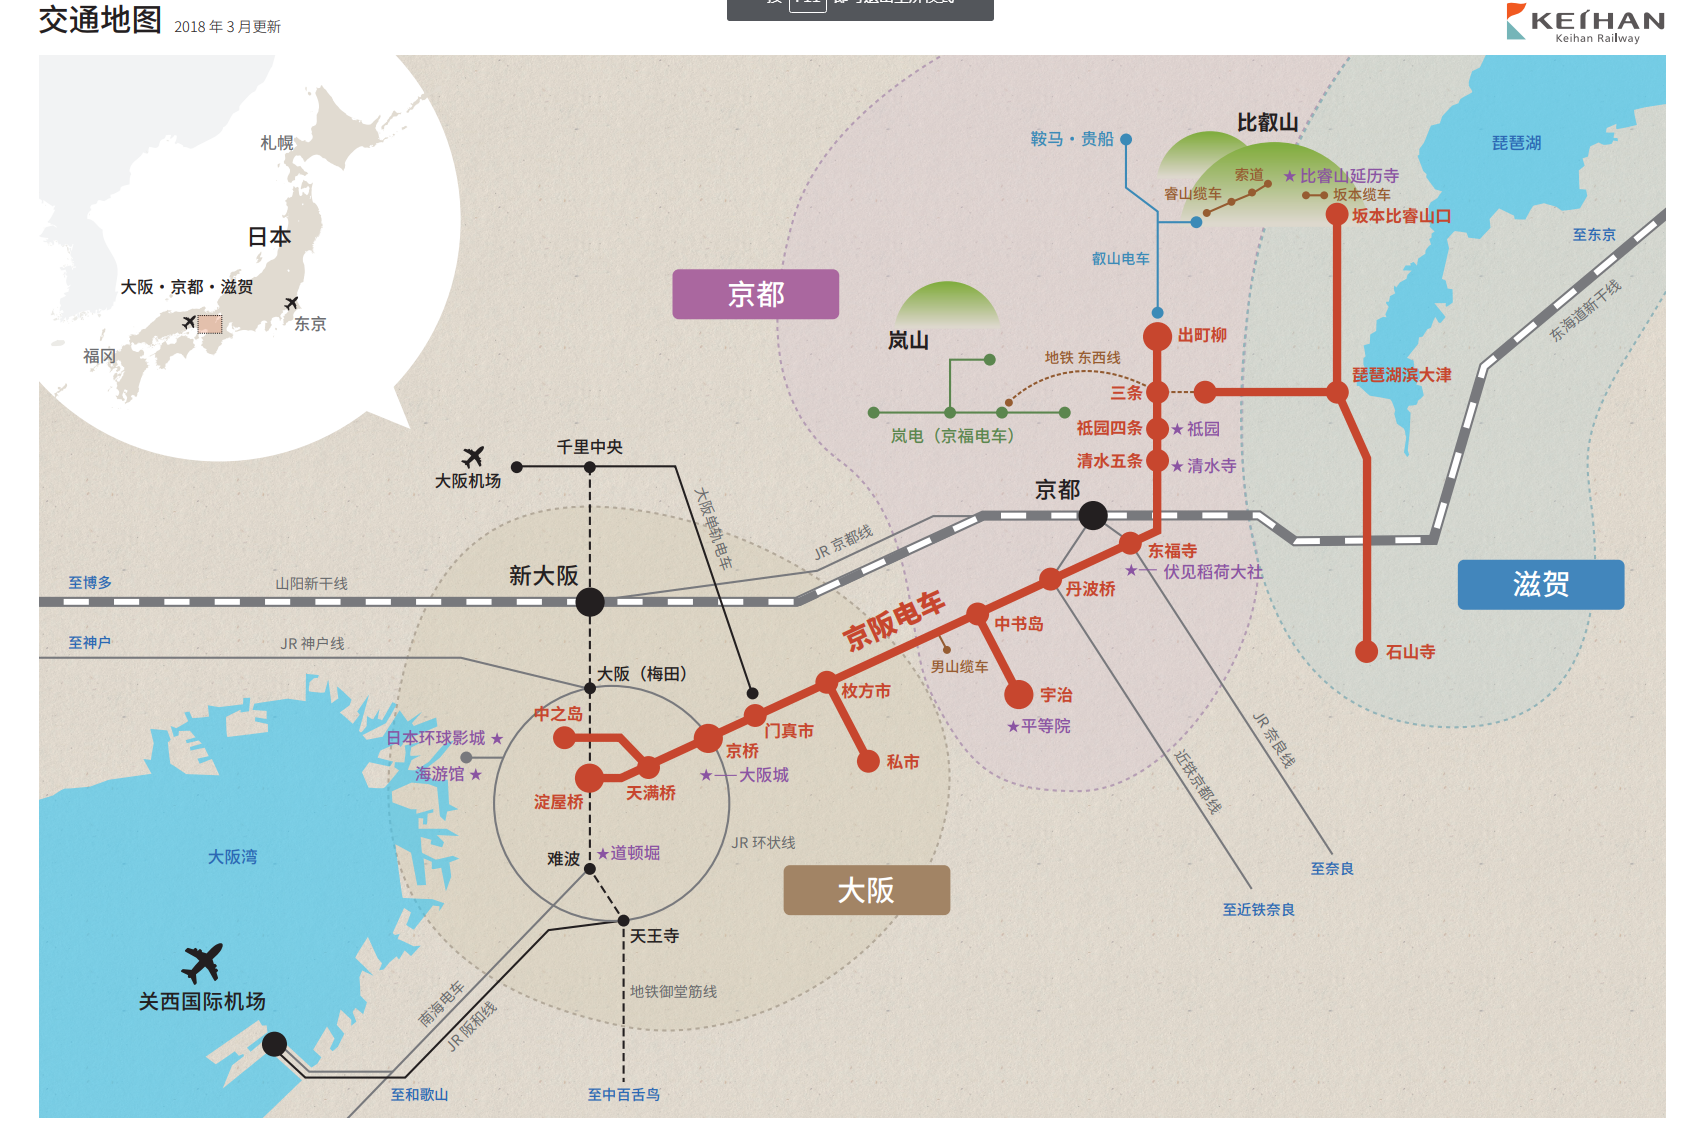 交通地图 2018 年 3 月更新
按 F11 即可退出全屏模式
KEIHAN
Keihan Railway
札幌
日本
大阪・京都・滋贺
东京
福冈
比叡山
鞍马・贵船
索道
★比睿山延历寺
睿山缆车
坂本缆车
坂本比睿山口
琵琶湖
至东京
东海道新干线
叡山电车
京都
岚山
出町柳
地铁 东西线
三条
琵琶湖滨大津
岚电（京福电车）
祗园四条
★祗园
清水五条
★清水寺
千里中央
大阪机场
大阪单轨电车
京都
JR 京都线
东福寺
★伏见稻荷大社
新大阪
至博多
山阳新干线
丹波桥
滋贺
京阪电车
中书岛
至神户
JR 神户线
男山缆车
石山寺
大阪（梅田）
枚方市
宇治
★平等院
中之岛
门真市
日本环球影城★
京桥
私市
海游馆★
★大阪城
淀屋桥
天满桥
JR 奈良线
近铁京都线
JR 环状线
大阪湾
难波
★道顿堀
至奈良
大阪
至近铁奈良
天王寺
关西国际机场
南海电车
JR 阪和线
地铁御堂筋线
至和歌山
至中百舌鸟